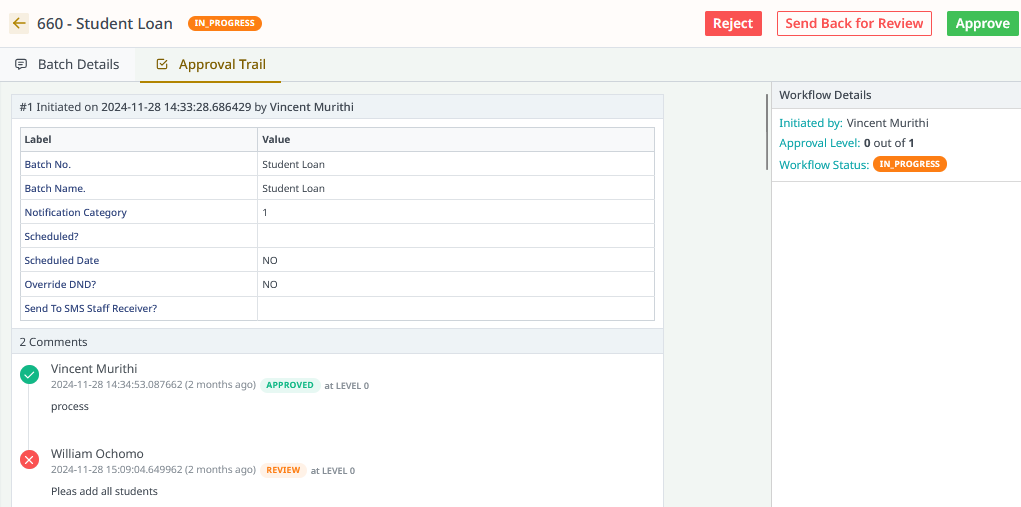 660 - Student Loan IN_PROGRESS Reject Send Back for Review Approve
Batch Details Approval Trail
#1 Initiated on 2024-11-28 14:33:28.686429 by Vincent Murithi
Label Value
Batch No. Student Loan
Batch Name. Student Loan
Notification Category 1
Scheduled?
Scheduled Date NO
Override DND? NO
Send To SMS Staff Receiver?
2 Comments
Vincent Murithi
2024-11-28 14:34:53.087662 (2 months ago) APPROVED at LEVEL 0
process
William Ochomo
2024-11-28 15:09:04.649962 (2 months ago) REVIEW at LEVEL 0
Pleas add all students
Workflow Details
Initiated by: Vincent Murithi
Approval Level: 0 out of 1
Workflow Status: IN_PROGRESS